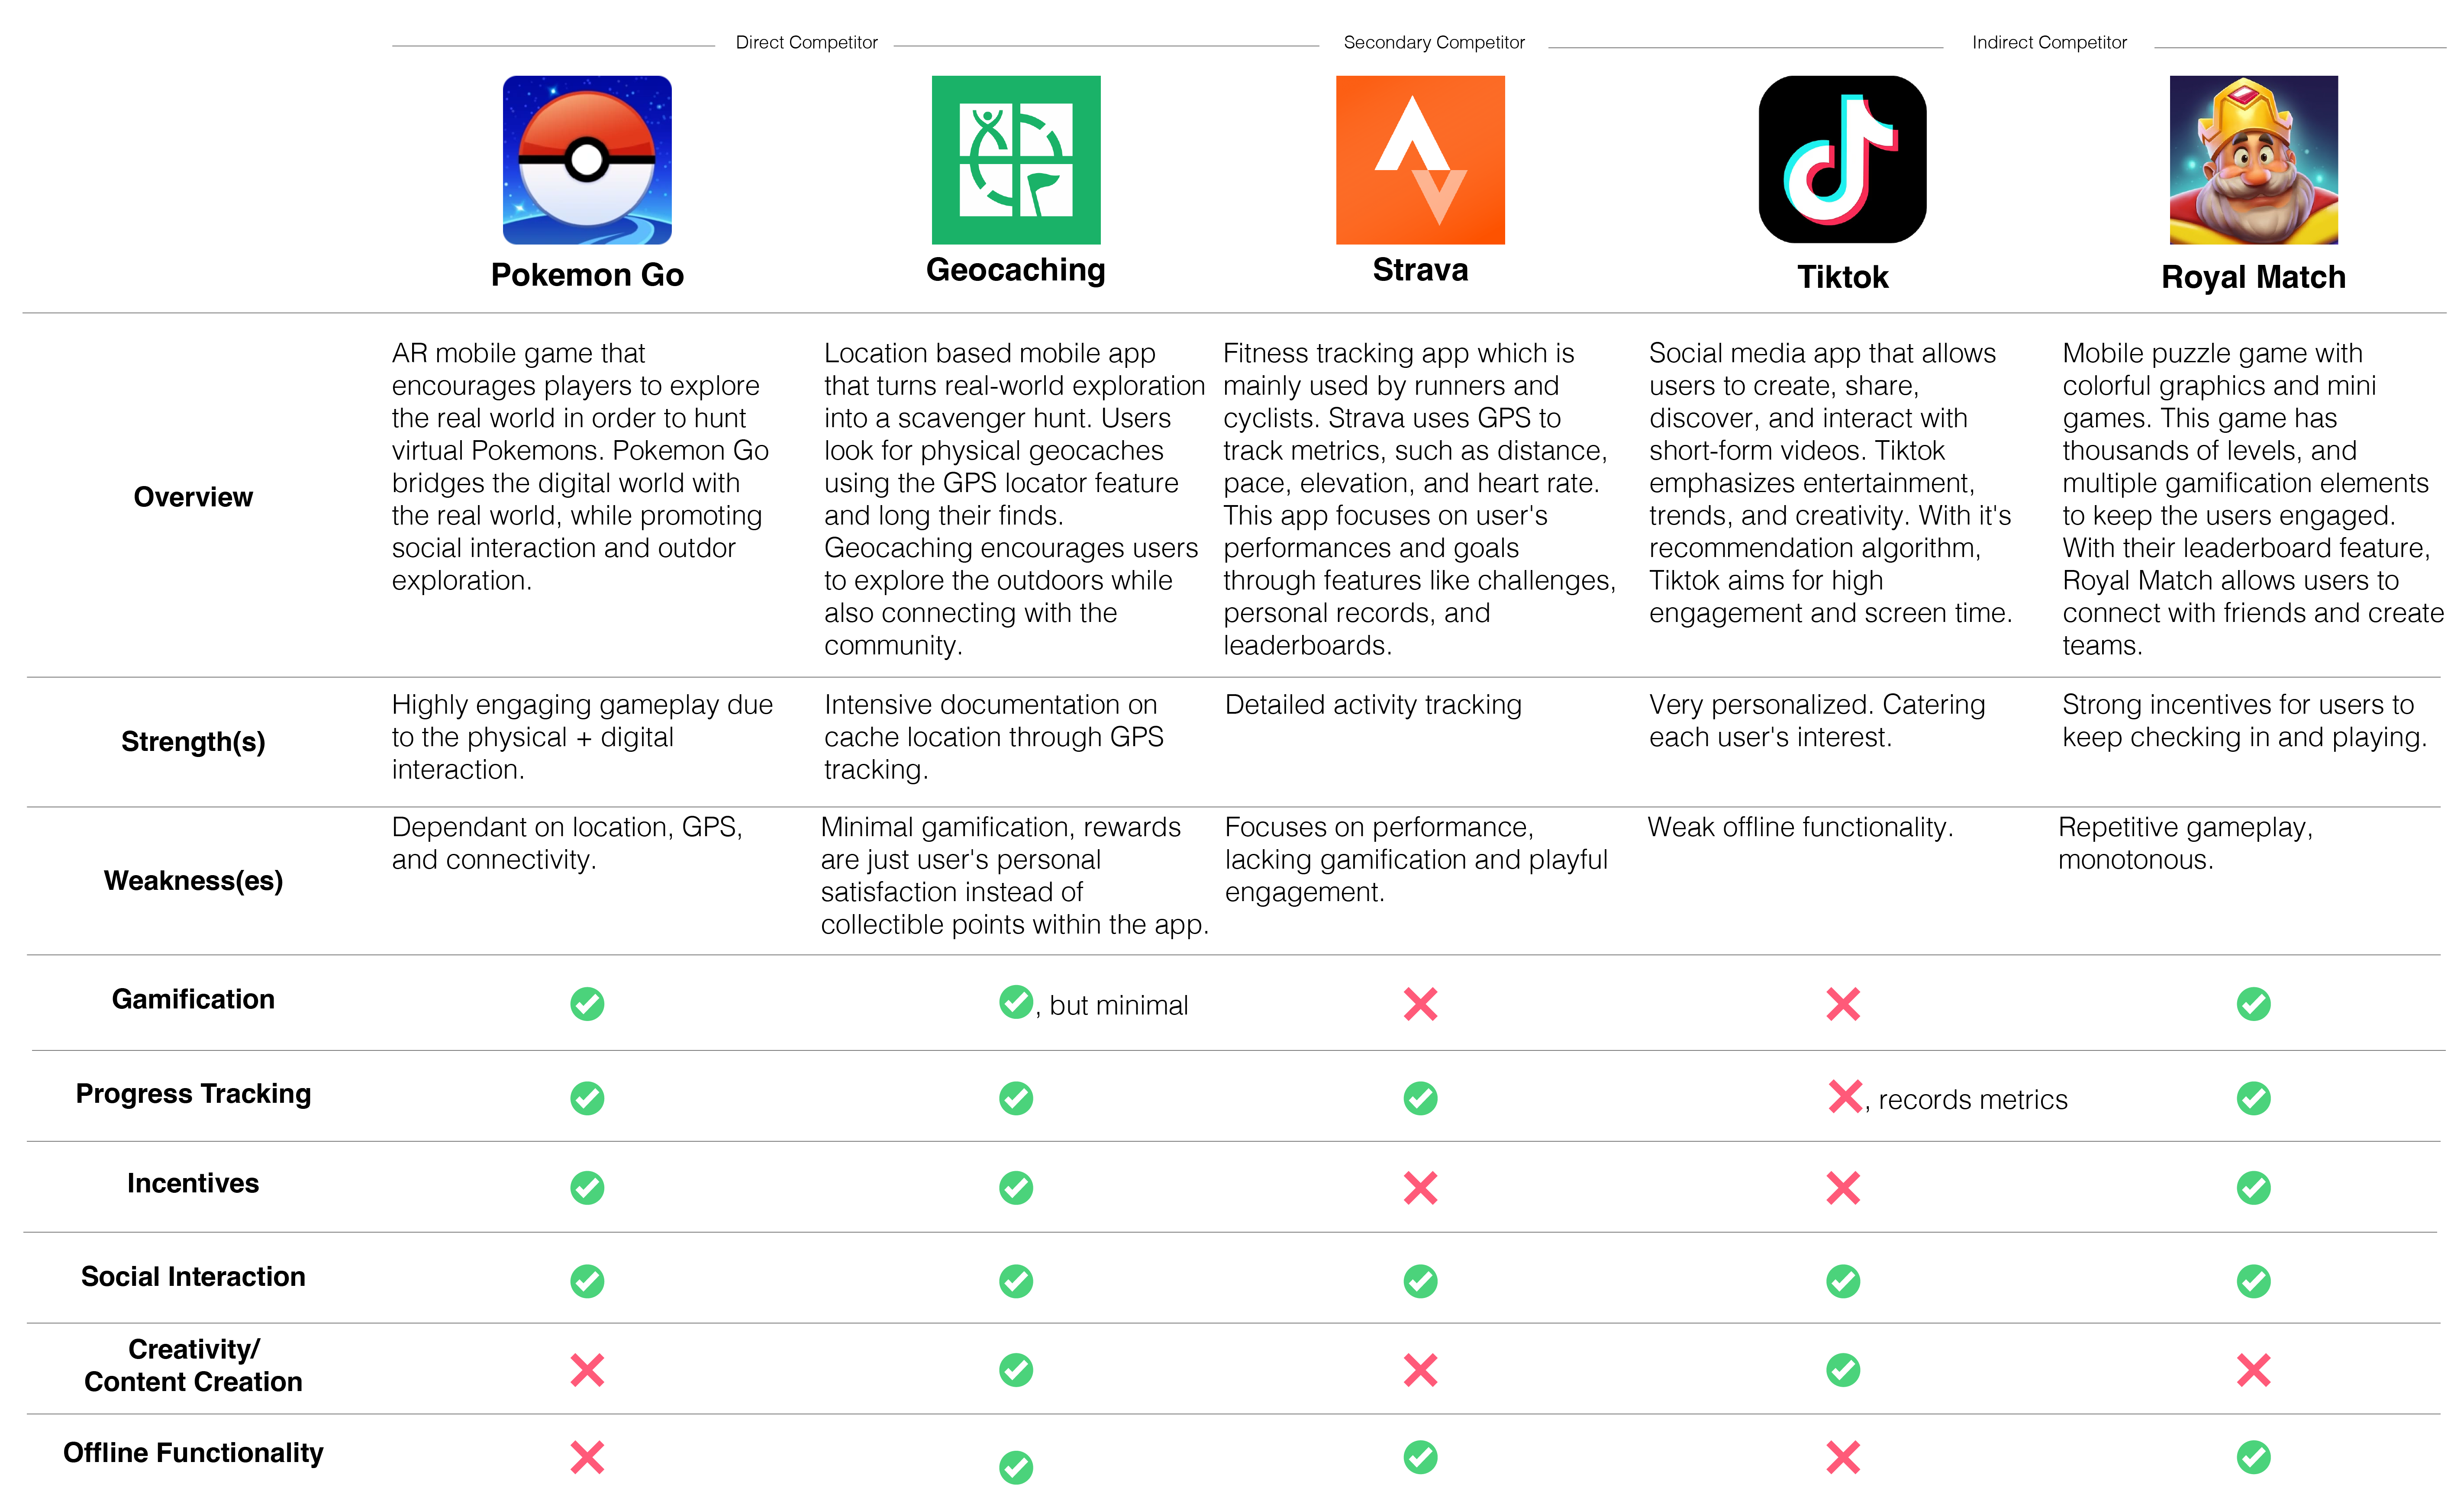 Direct Competitor
Secondary Competitor
Indirect Competitor
Pokemon Go
Geocaching
Strava
Tiktok
Royal Match
Overview
AR mobile game that
encourages players to explore
the real world in order to hunt
virtual Pokemons. Pokemon Go
bridges the digital world with
the real world, while promoting
social interaction and outdor
exploration.
Location based mobile app
that turns real-world exploration
into a scavenger hunt. Users
look for physical geocaches
using the GPS locator feature
and long their finds.
Geocaching encourages users
to explore the outdoors while
also connecting with the
community.
Fitness tracking app which is
mainly used by runners and
cyclists. Strava uses GPS to
track metrics, such as distance,
pace, elevation, and heart rate.
This app focuses on user's
performances and goals
through features like challenges,
personal records, and
leaderboards.
Social media app that allows
users to create, share,
discover, and interact with
short-form videos. Tiktok
emphasizes entertainment,
trends, and creativity. With it's
recommendation algorithm,
Tiktok aims for high
engagement and screen time.
Mobile puzzle game with
colorful graphics and mini
games. This game has
thousands of levels, and
multiple gamification elements
to keep the users engaged.
With their leaderboard feature,
Royal Match allows users to
connect with friends and create
teams.
Strength(s)
Highly engaging gameplay due
to the physical + digital
interaction.
Intensive documentation on
cache location through GPS
tracking.
Detailed activity tracking
Very personalized. Catering
each user's interest.
Strong incentives for users to
keep checking in and playing.
Weakness(es)
Dependant on location, GPS,
and connectivity.
Minimal gamification, rewards
are just user's personal
satisfaction instead of
collectible points within the app.
Focuses on performance,
lacking gamification and playful
engagement.
Weak offline functionality.
Repetitive gameplay,
monotonous.
Gamification
, but minimal
Progress Tracking
, records metrics
Incentives
Social Interaction
Creativity/
Content Creation
Offline Functionality